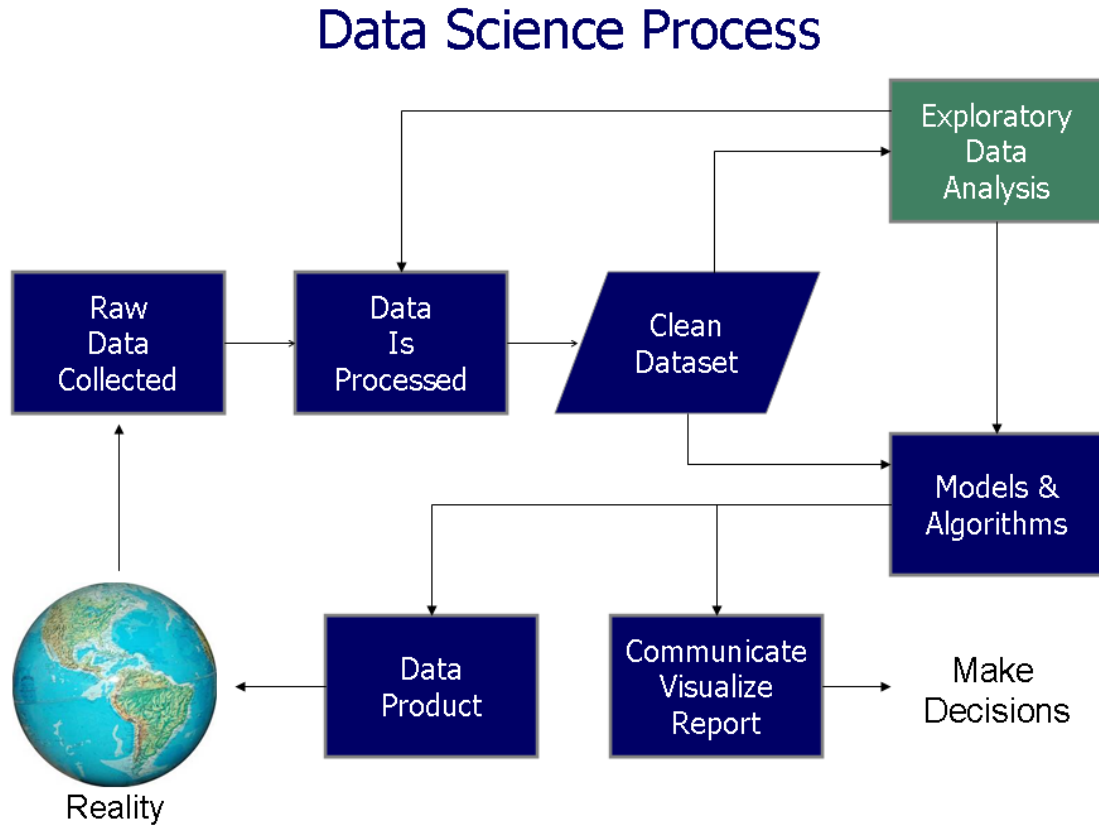 Data Science Process
Exploratory
Data
Analysis
Raw
Data
Collected
Data
Is
Processed
Clean
Dataset
Models &
Algorithms
Data
Product
Communicate
Visualize
Report
Make
Decisions
Reality